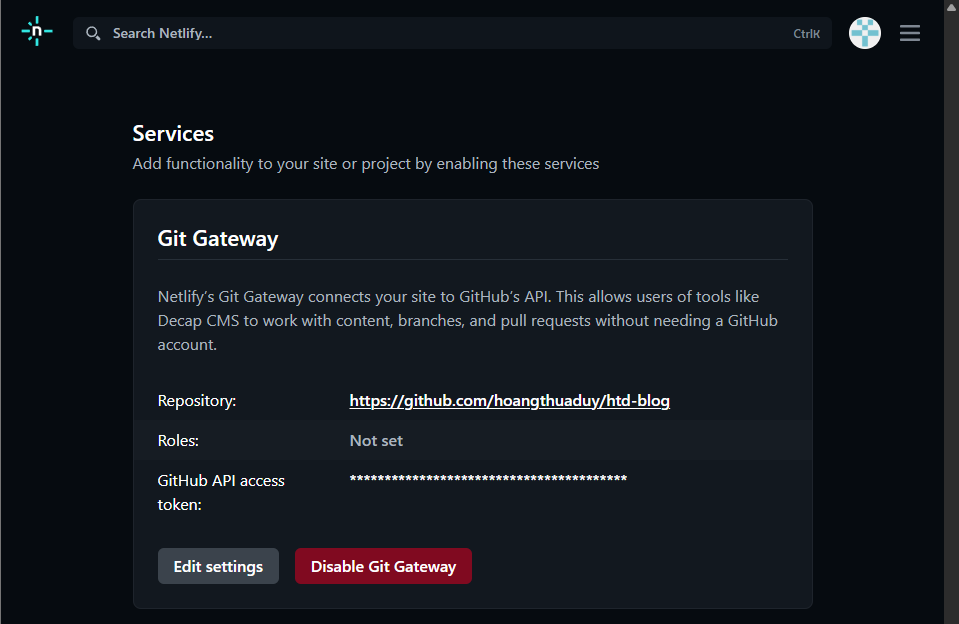 n
Search Netlify...
CtrlK
Services
Add functionality to your site or project by enabling these services
Git Gateway
Netlify’s Git Gateway connects your site to GitHub’s API. This allows users of tools like
Decap CMS to work with content, branches, and pull requests without needing a GitHub
account.
Repository:
https://github.com/hoangthuaduy/htd-blog
Roles:
Not set
GitHub API access
token:
****************************************
Edit settings
Disable Git Gateway